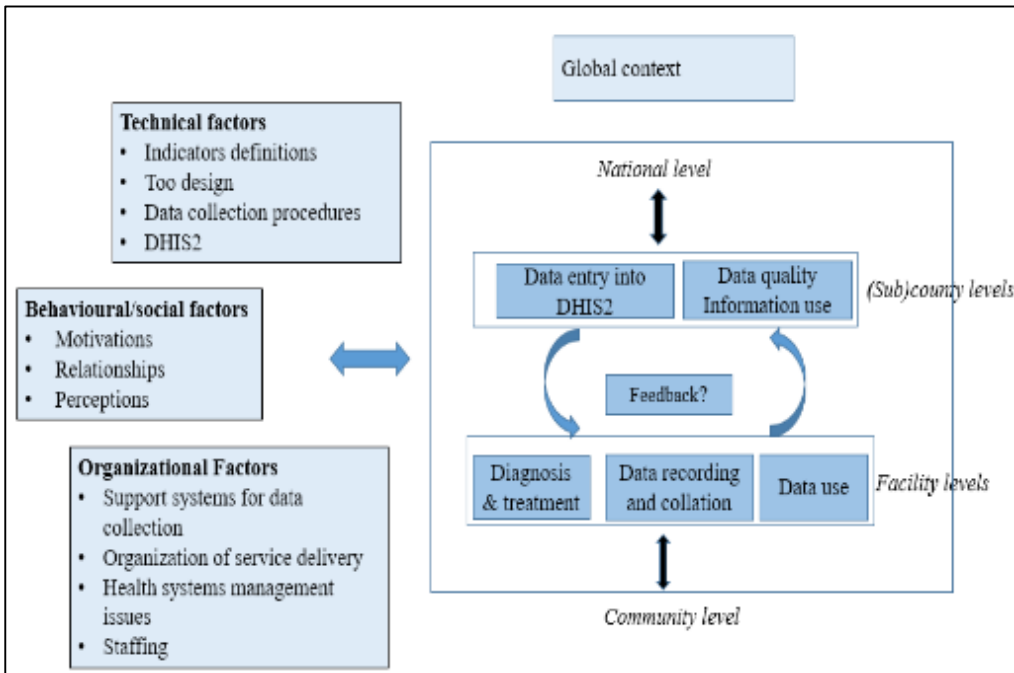 Global context
Technical factors
• Indicators definitions
• Too design
• Data collection procedures
• DHIS2
Behavioural/social factors
• Motivations
• Relationships
• Perceptions
Organizational Factors
• Support systems for data
collection
• Organization of service delivery
• Health systems management
issues
• Staffing
National level
Data entry into
DHIS2
Data quality
Information use
(Sub)county levels
Feedback?
Diagnosis
& treatment
Data recording
and collation
Data use
Facility levels
Community level